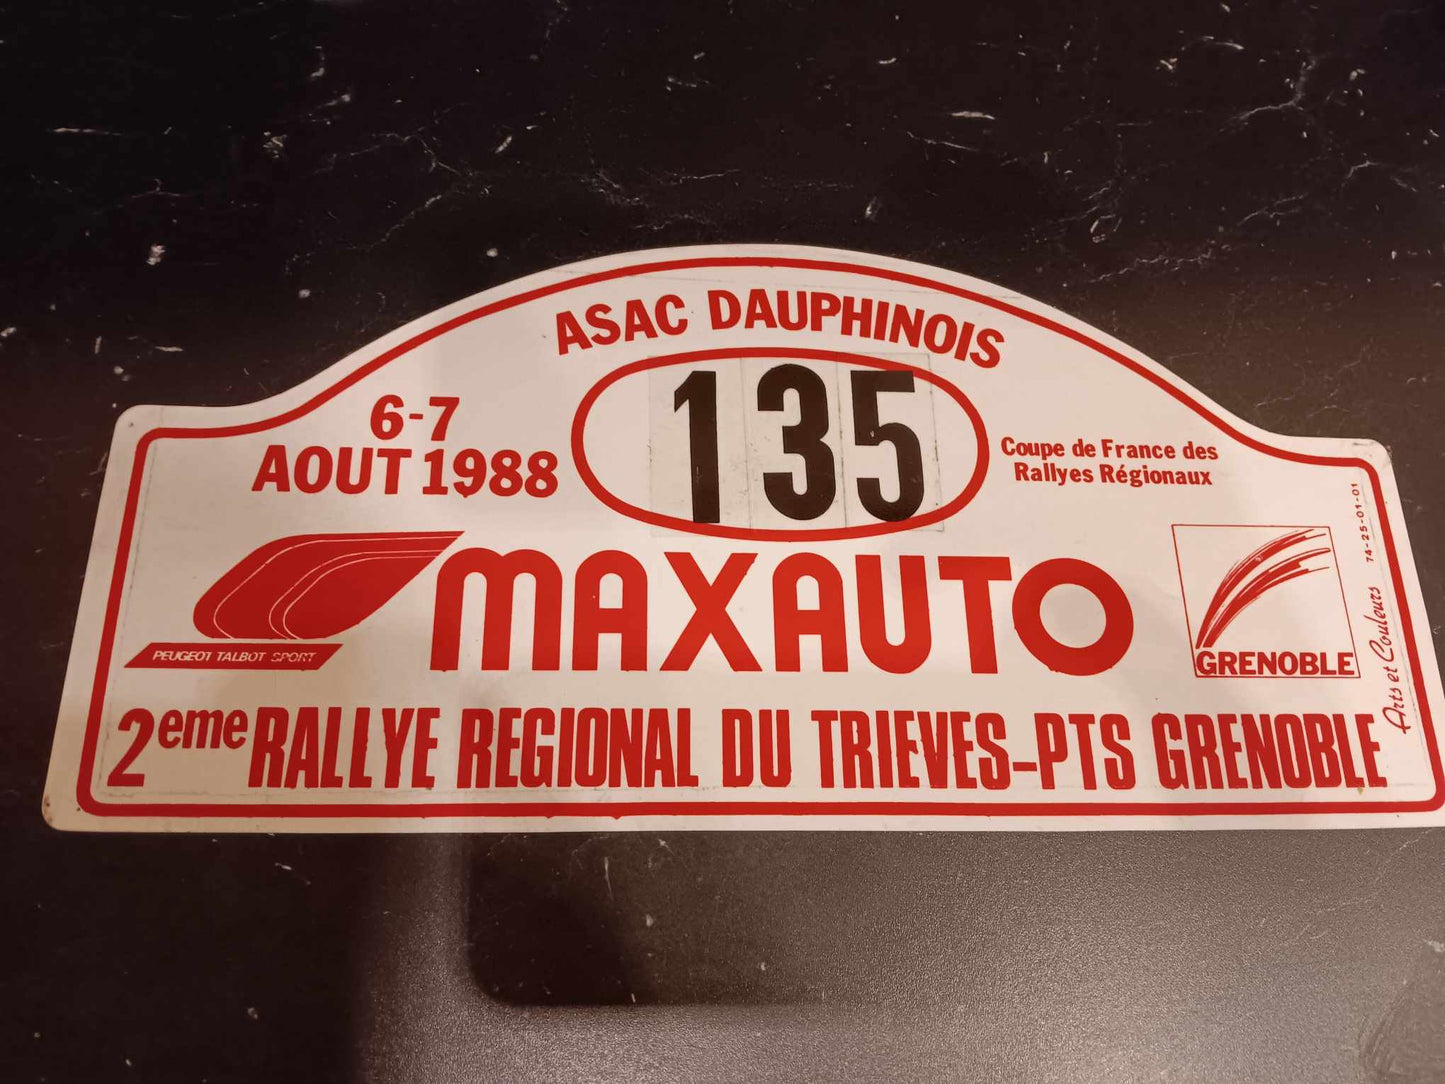 ASAC DAUPHINOIS
6-7
AOUT 1988
135
Coupe de France des
Rallyes Régionaux
PEUGEOT TALBOT SPORT
MAXAUTO
GRENOBLE
2eme RALLYE REGIONAL DU TRIEVES-PTS GRENOBLE
Arts et Couleurs 74-25-01-01